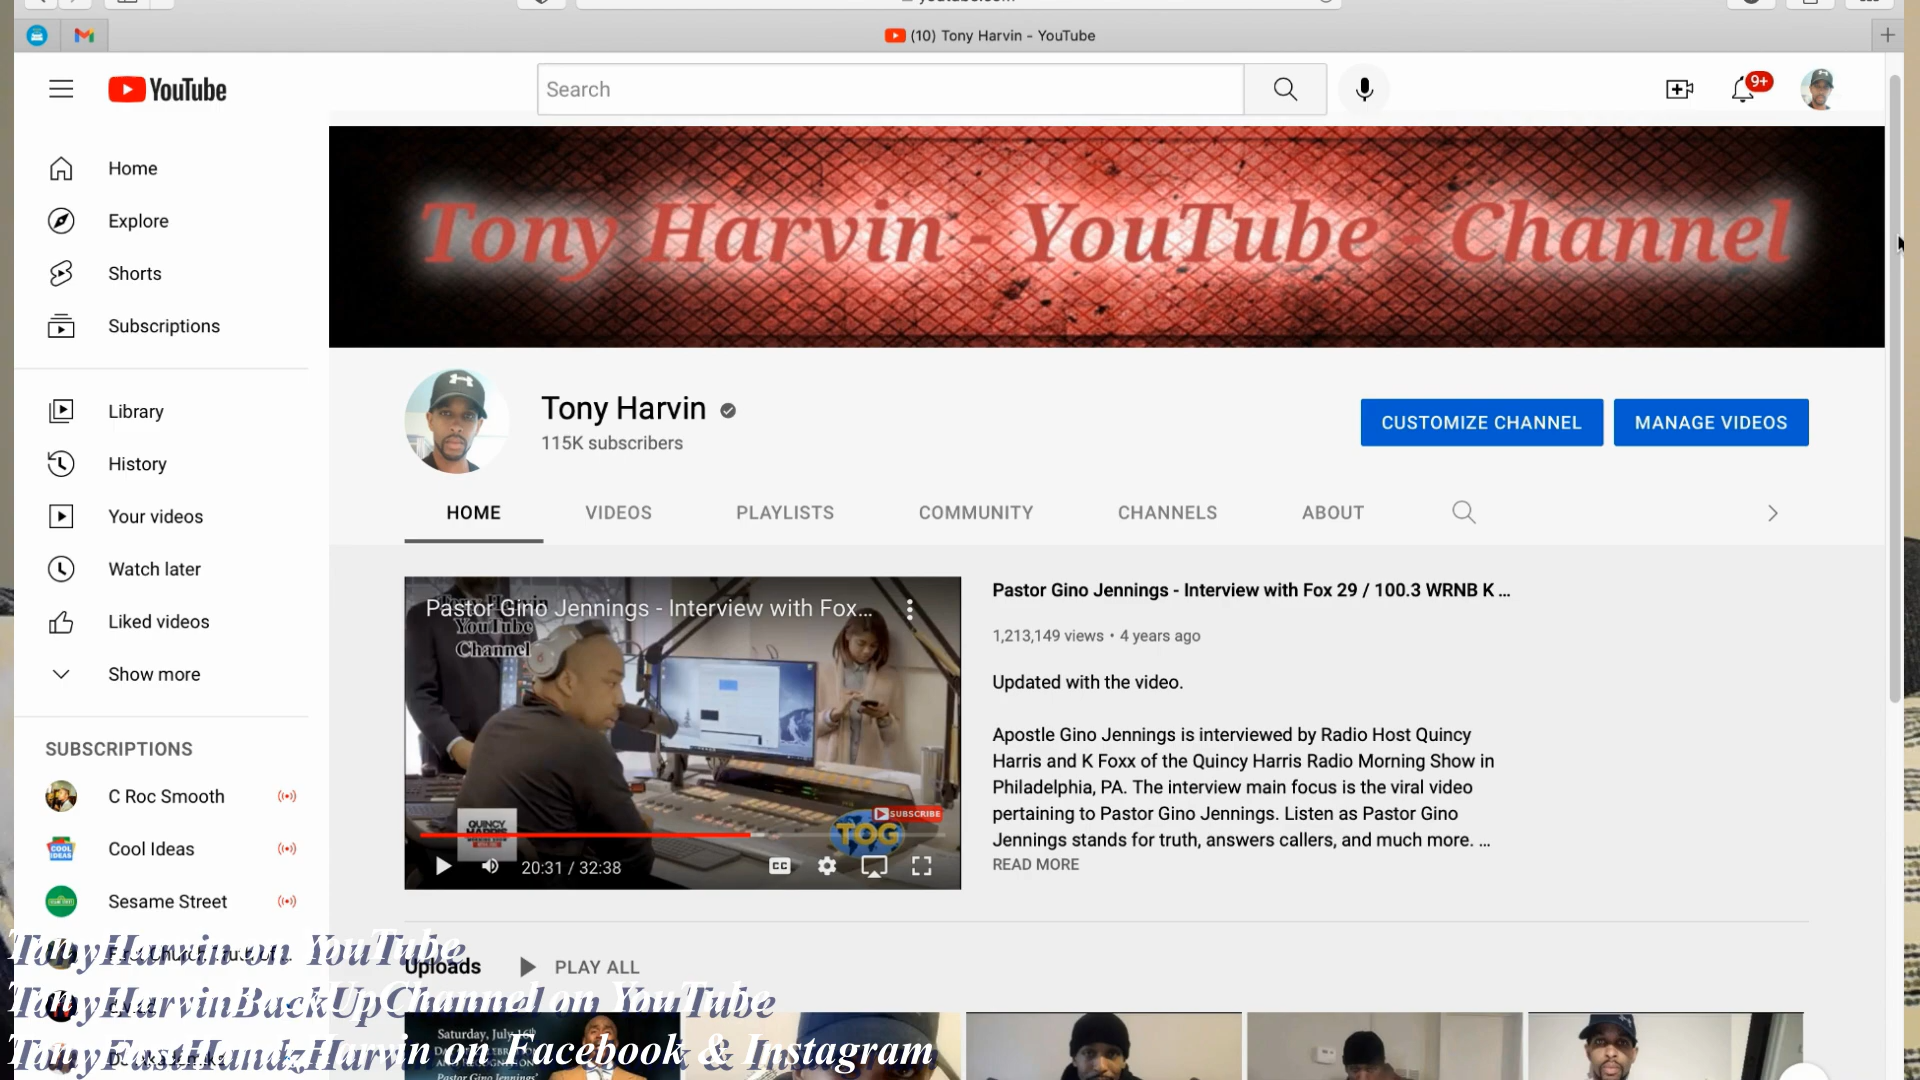 (10) Tony Harvin - YouTube
YouTube
Search
9+
Home
Explore
Shorts
Subscriptions
Library
History
Your videos
Watch later
Liked videos
Show more
SUBSCRIPTIONS
C Roc Smooth
Cool Ideas
Sesame Street
Tony Harvin - YouTube - Channel
Tony Harvin
115K subscribers
CUSTOMIZE CHANNEL
MANAGE VIDEOS
HOME
VIDEOS
PLAYLISTS
COMMUNITY
CHANNELS
ABOUT
Pastor Gino Jennings - Interview with Fox...
YouTube
Channel
QUINCY
SUBSCRIBE
TOG
20:31 / 32:38
CC
Pastor Gino Jennings - Interview with Fox 29 / 100.3 WRNB K ...
1,213,149 views • 4 years ago
Updated with the video.
Apostle Gino Jennings is interviewed by Radio Host Quincy
Harris and K Foxx of the Quincy Harris Radio Morning Show in
Philadelphia, PA. The interview main focus is the viral video
pertaining to Pastor Gino Jennings. Listen as Pastor Gino
Jennings stands for truth, answers callers, and much more. ...
READ MORE
Uploads
PLAY ALL
Saturday, July 16th
Pastor Gino Jennings'
TonyHarvin on YouTube
TonyHarvinBackUpChannel on YouTube
TonyFastHandzHarvin on Facebook & Instagram